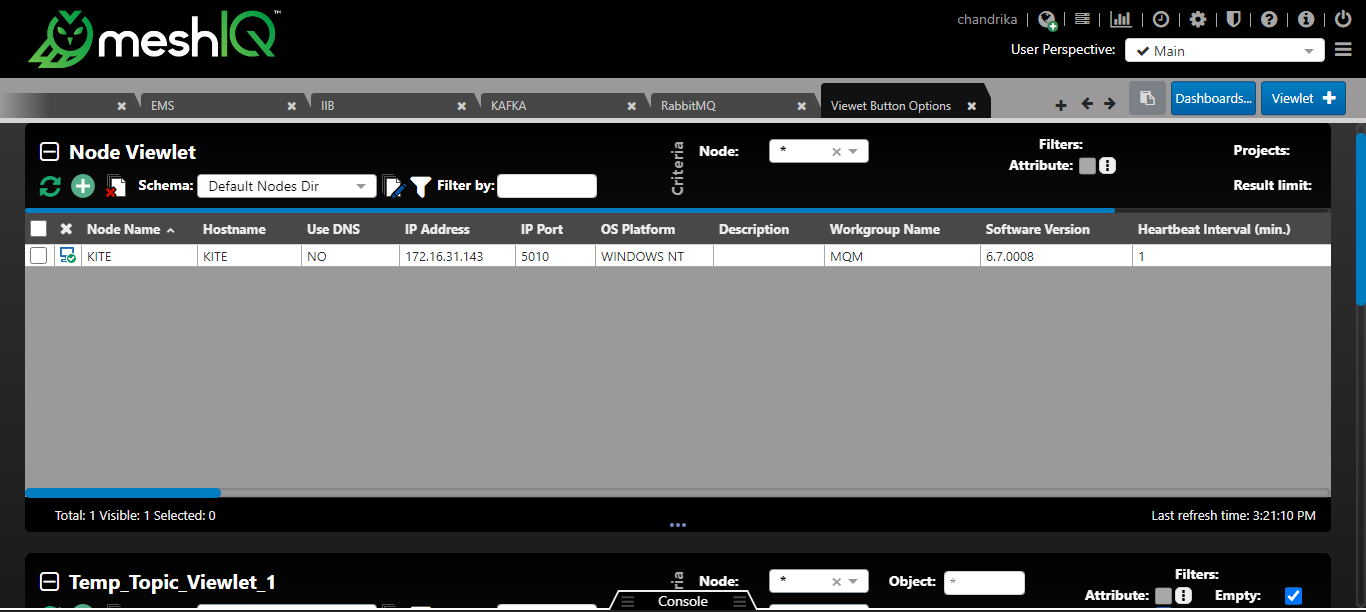 meshIQ™
chandrika
User Perspective: Main
EMS
IIB
KAFKA
RabbitMQ
Viewet Button Options
Dashboards...
Viewlet
Node Viewlet
Schema: Default Nodes Dir
Filter by:
Criteria
Node: *
Filters:
Attribute:
Projects:
Result limit:
Node Name Hostname Use DNS IP Address IP Port OS Platform Description Workgroup Name Software Version Heartbeat Interval (min.)
KITE KITE NO 172.16.31.143 5010 WINDOWS NT MQM 6.7.0008 1
Total: 1 Visible: 1 Selected: 0
Last refresh time: 3:21:10 PM
Temp_Topic_Viewlet_1
Node: *
Object: *
Filters:
Attribute:
Empty:
Console